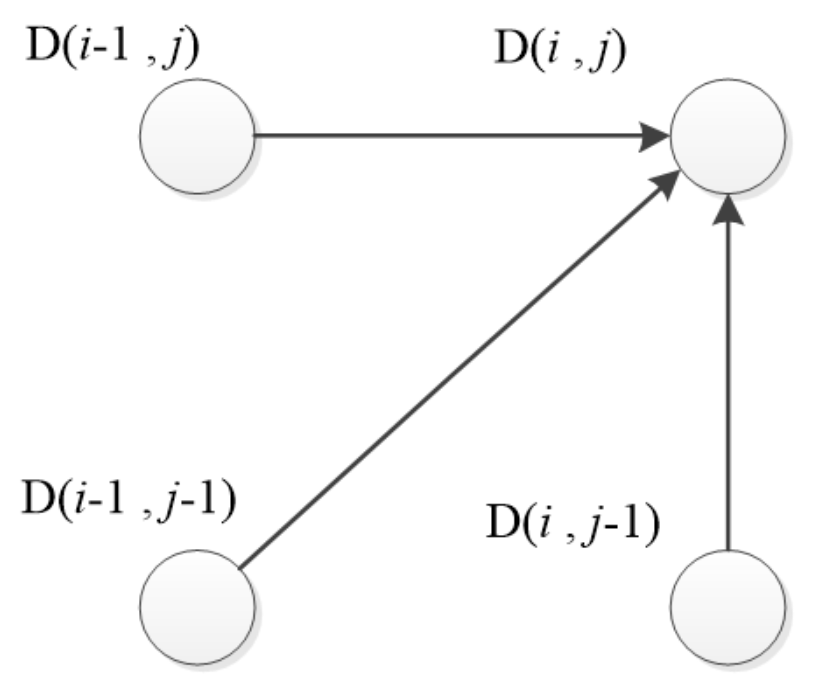 D(i-1 ,j)
D(i ,j)
D(i-1 ,j-1)
D(i ,j-1)